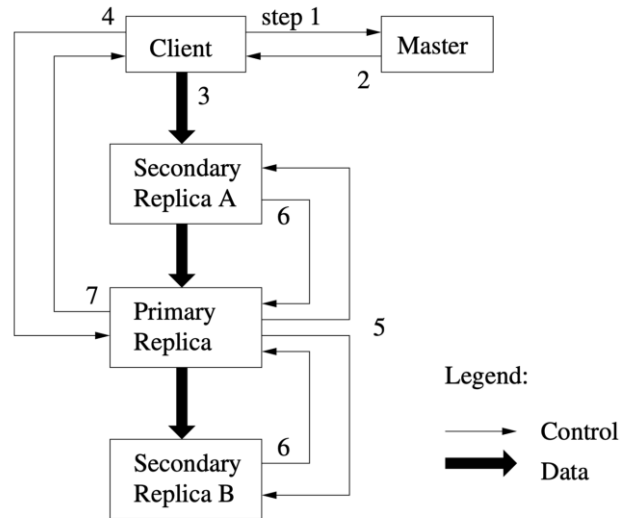 4
step 1
Client
Master
2
3
Secondary
Replica A
6
7
Primary
Replica
5
Legend:
Control
6
Secondary
Replica B
Data